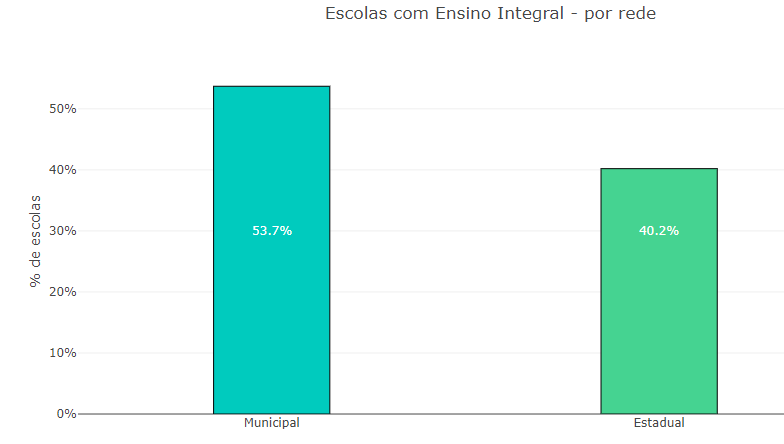 Escolas com Ensino Integral - por rede
% de escolas
50%
40%
30%
20%
10%
0%
53.7%
40.2%
Municipal
Estadual